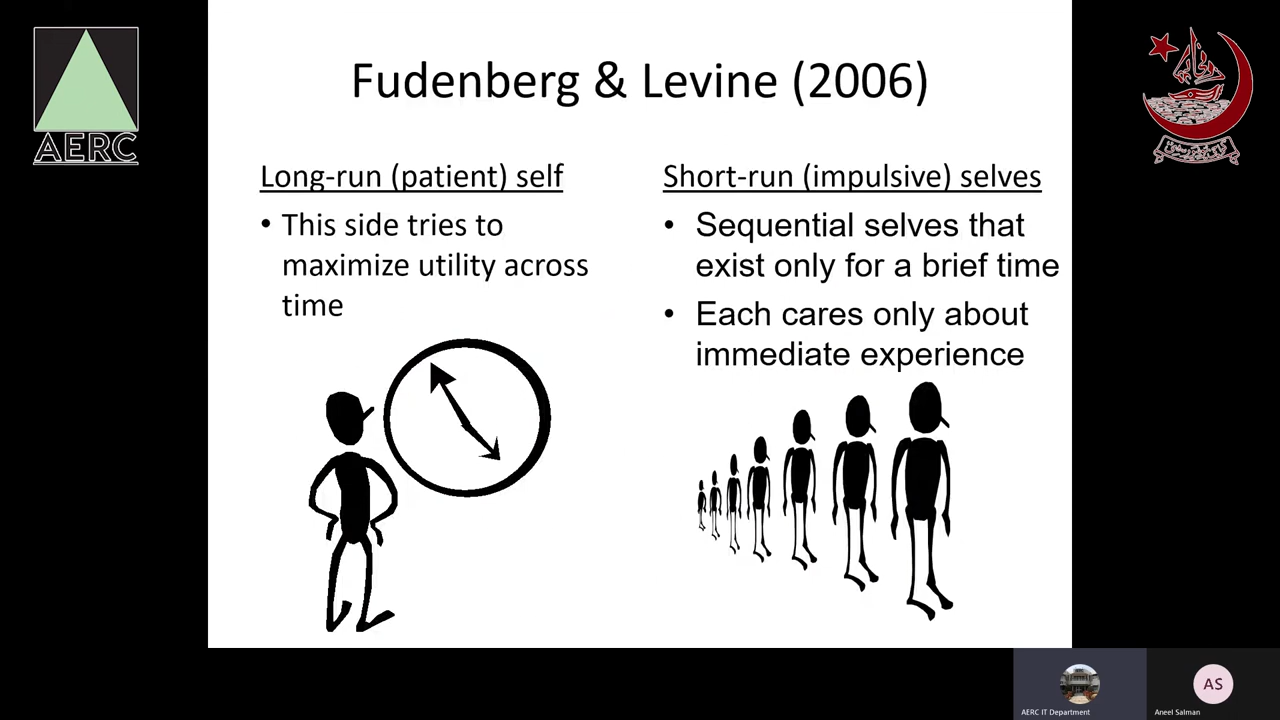 AERC
Fudenberg & Levine (2006)
Long-run (patient) self
• This side tries to
maximize utility across
time
Short-run (impulsive) selves
• Sequential selves that
exist only for a brief time
• Each cares only about
immediate experience
AERC IT Department
AS
Aneel Salman